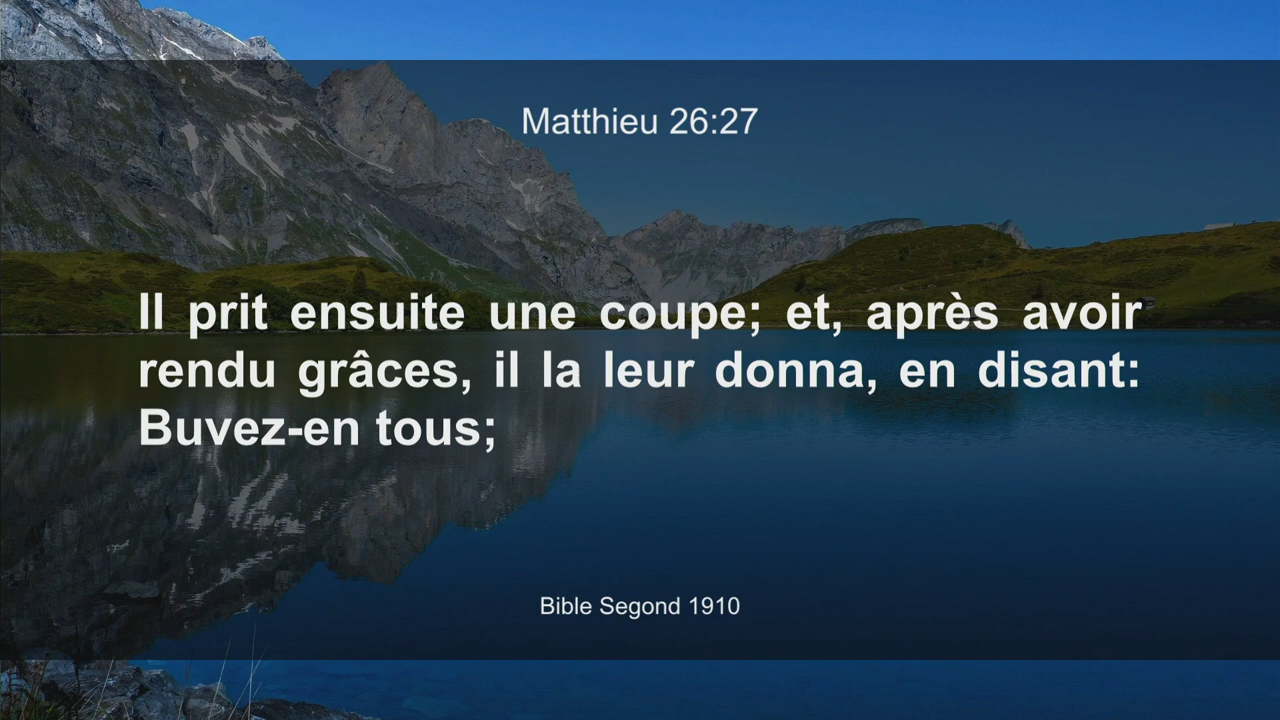 Matthieu 26:27
Il prit ensuite une coupe; et, après avoir
rendu grâces, il la leur donna, en disant:
Buvez-en tous;
Bible Segond 1910